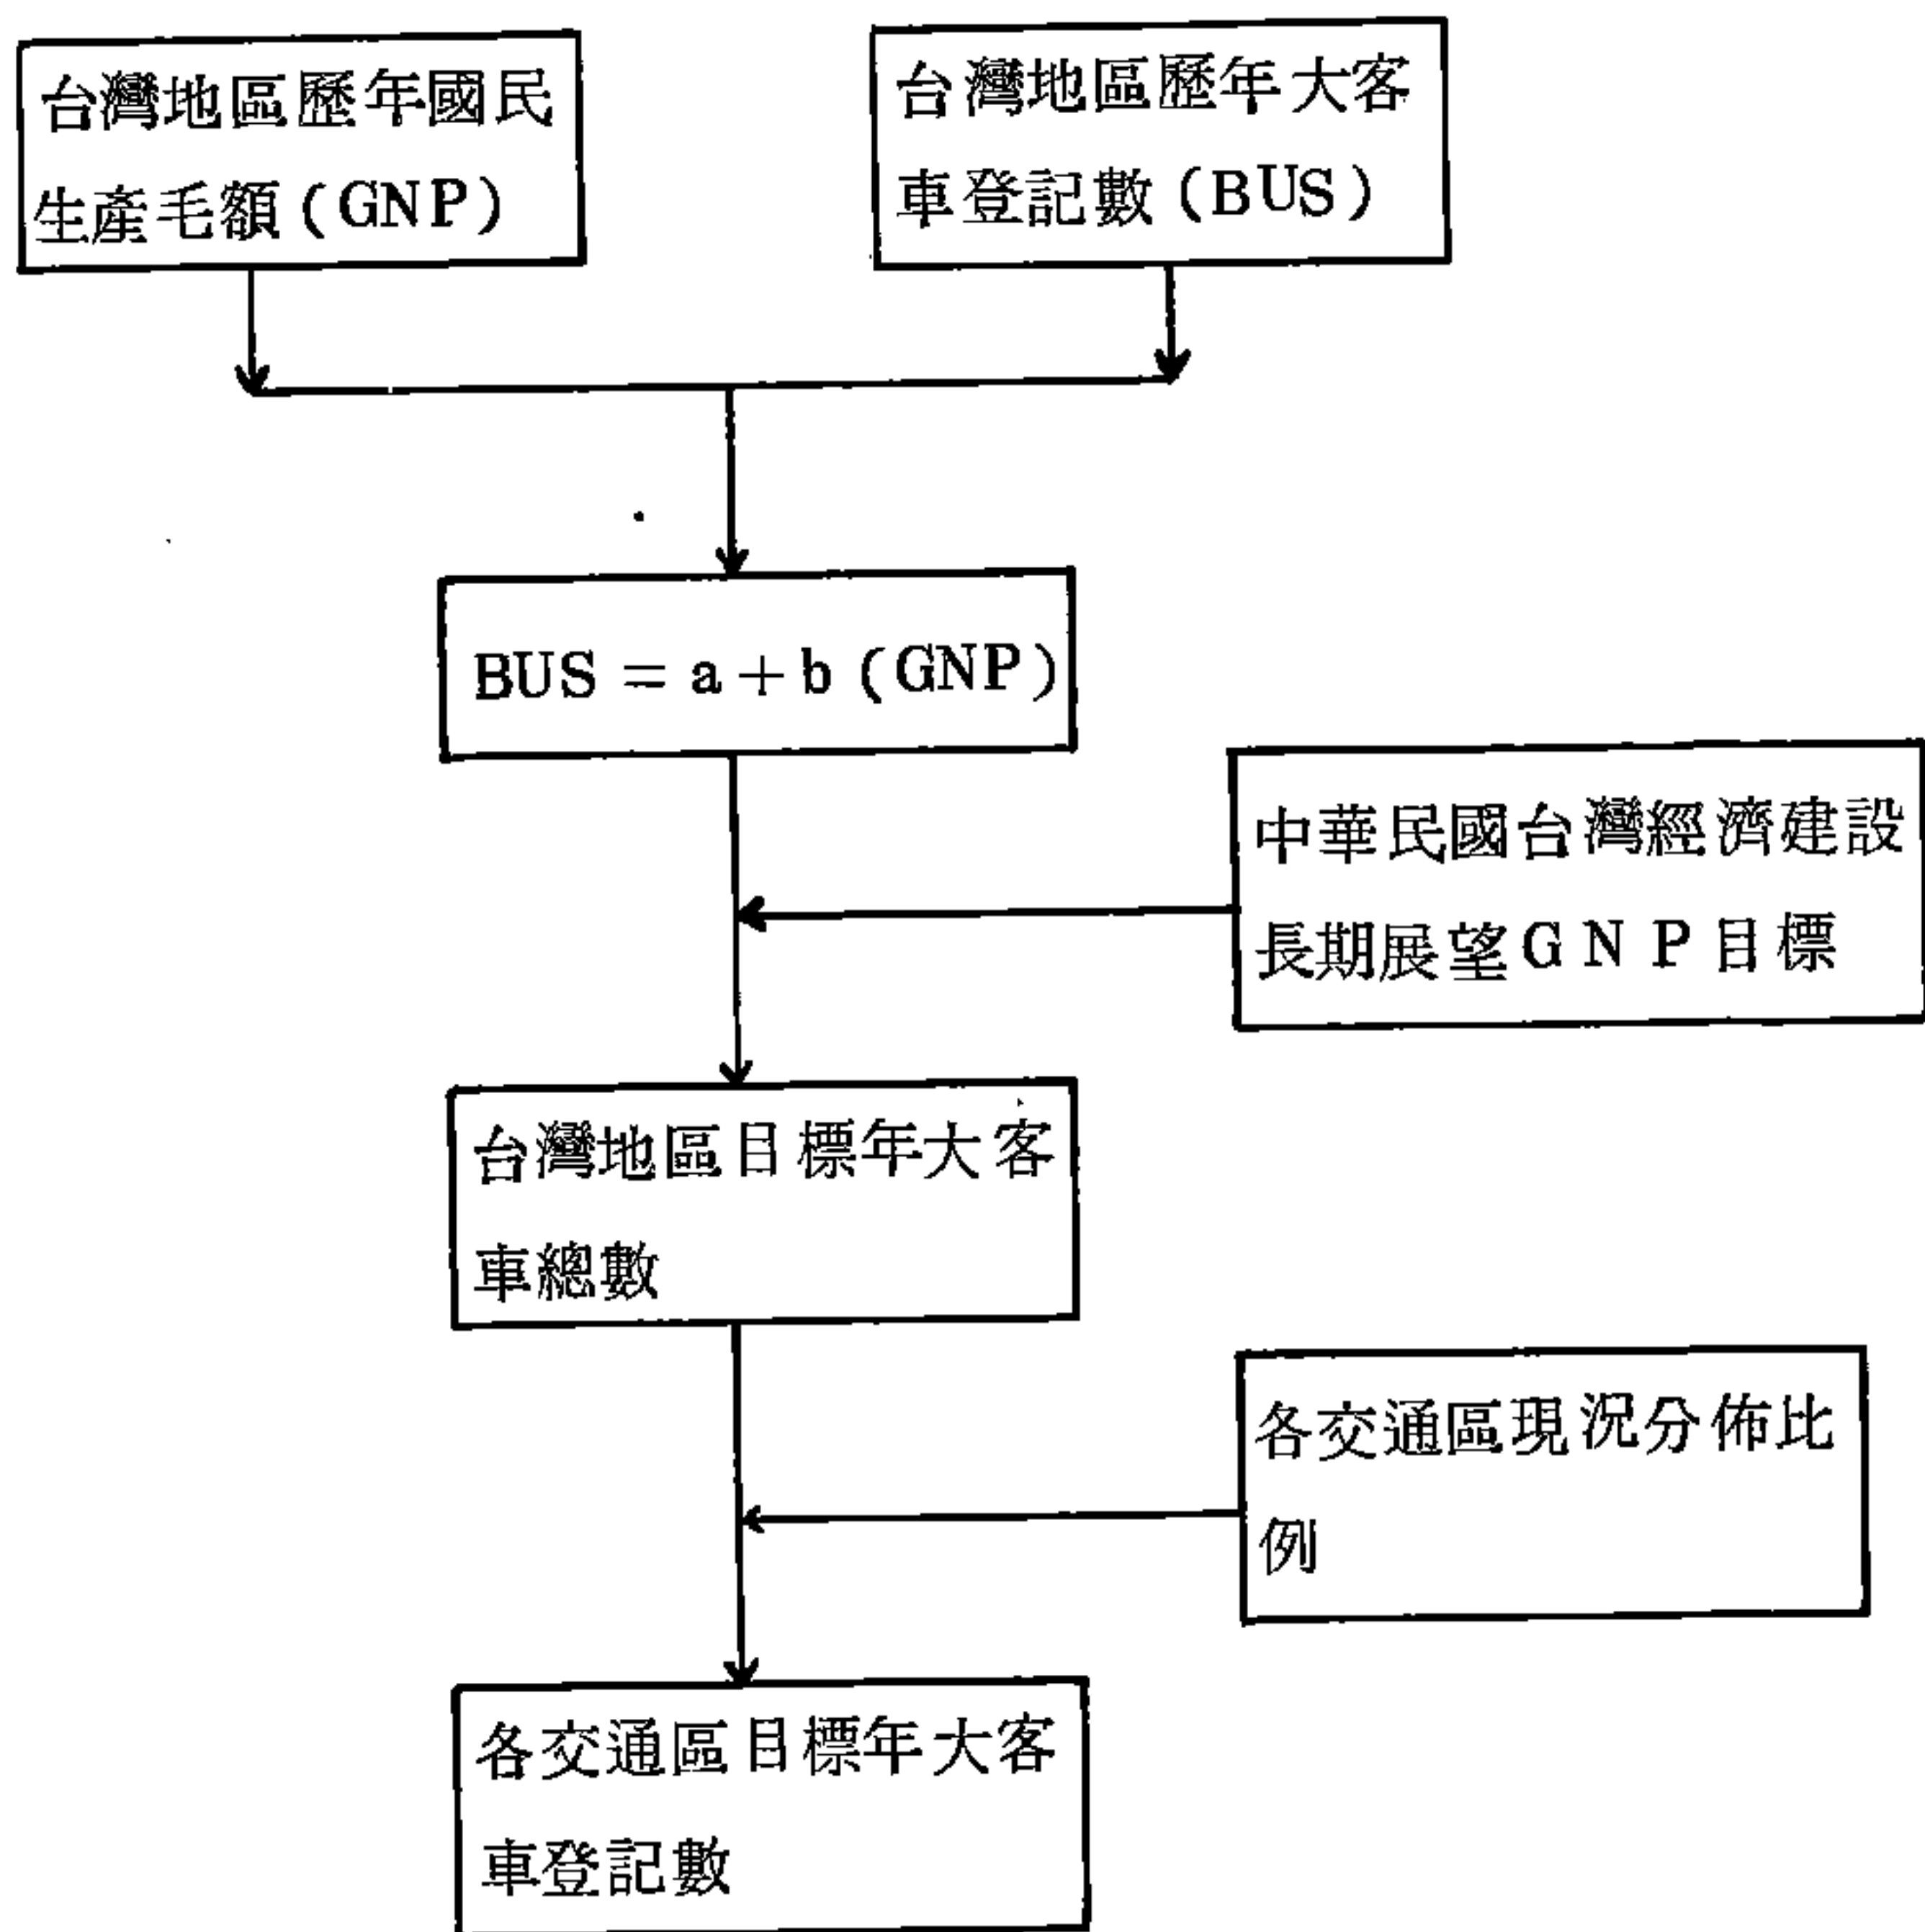 台灣地區歷年國民
生產毛額(GNP)
台灣地區歷年大客
車登記數(BUS)
BUS = a + b (GNP)
中華民國台灣經濟建設
長期展望GNP目標
台灣地區目標年大客
車總數
各交通區現況分佈比
例
各交通區目標年大客
車登記數